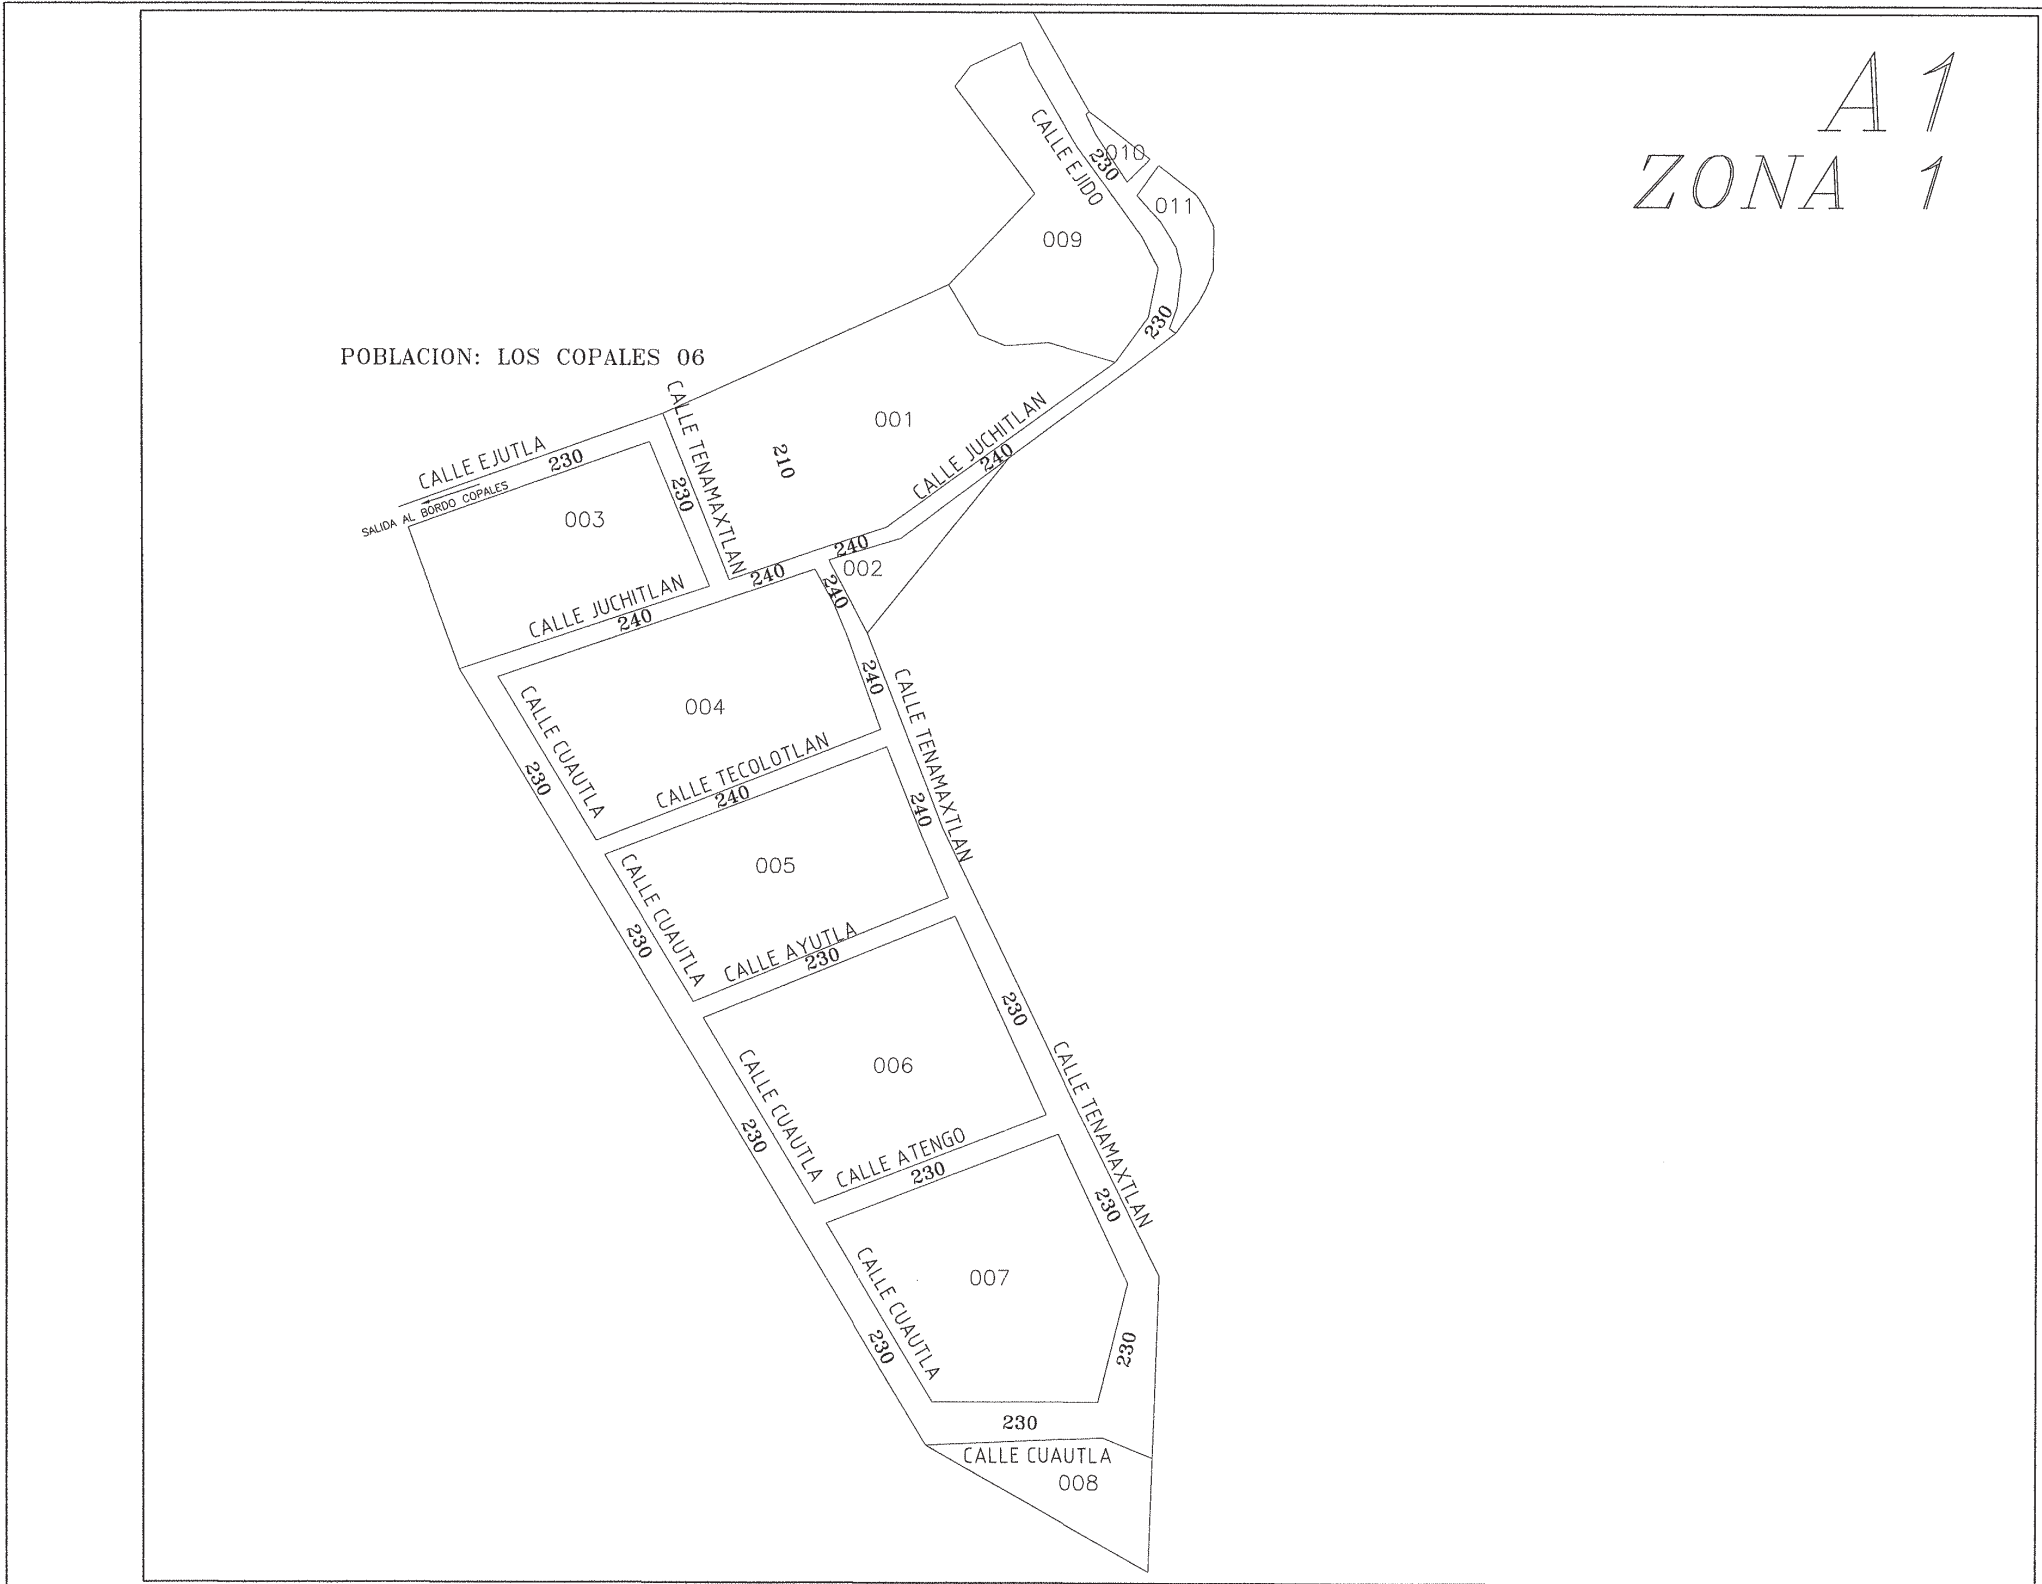 A 1
ZONA 1
CALLE EJIDO
230
010
011
009
230
POBLACION: LOS COPALES 06
CALLE TENAMAXTLAN
001
210
CALLE JUCHITLAN
240
CALLE EJUTLA
230
SALIDA AL BORDO COPALES
230
003
240
002
240
240
CALLE JUCHITLAN
240
240
CALLE TENAMAXTLAN
004
CALLE CUAUTLA
230
CALLE TECOLOTLAN
240
240
005
CALLE CUAUTLA
230
CALLE AYUTLA
230
230
006
CALLE TENAMAXTLAN
CALLE CUAUTLA
230
CALLE ATENGO
230
230
007
CALLE CUAUTLA
230
230
230
CALLE CUAUTLA
008